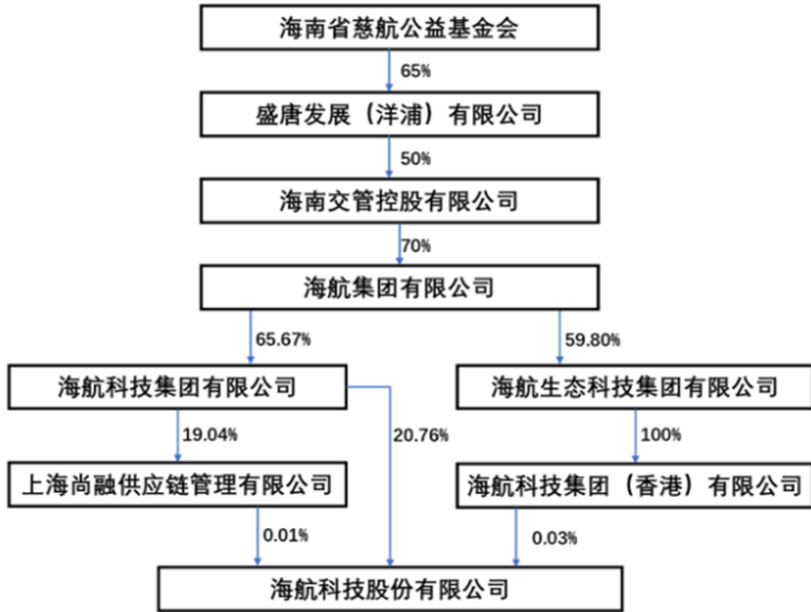 海南省慈航公益基金会
65%
盛唐发展（洋浦）有限公司
50%
海南交管控股有限公司
70%
海航集团有限公司
65.67%
59.80%
海航科技集团有限公司
海航生态科技集团有限公司
19.04%
20.76%
100%
上海尚融供应链管理有限公司
海航科技集团（香港）有限公司
0.01%
0.03%
海航科技股份有限公司